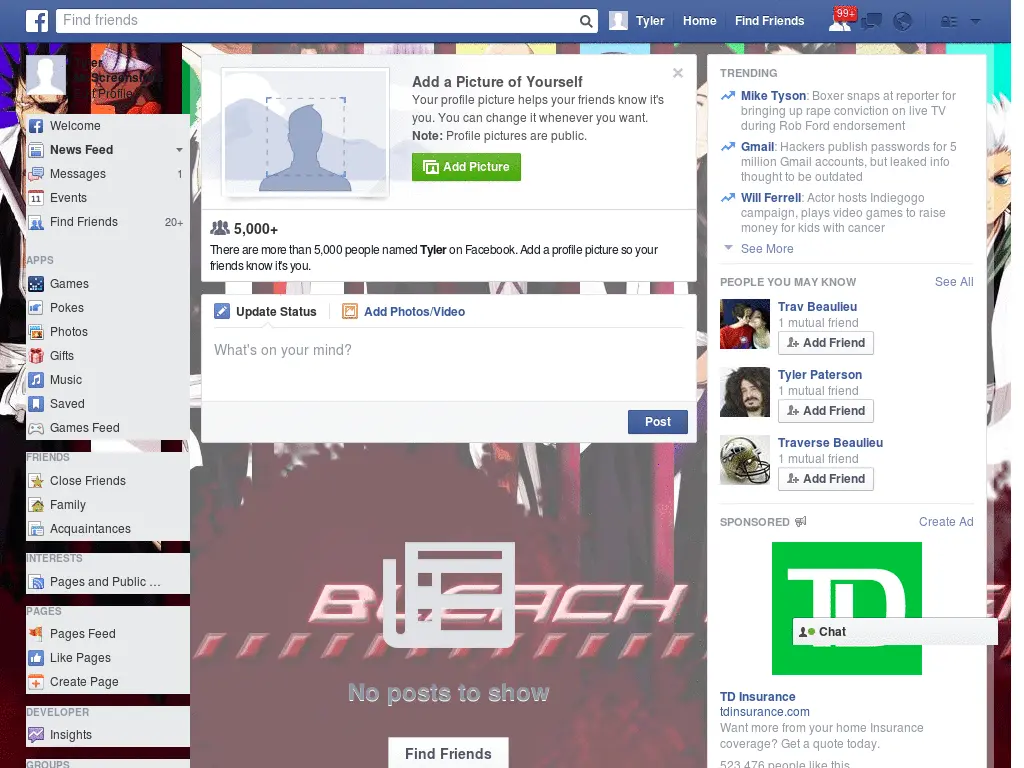 Find friends
Tyler
Home
Find Friends
99+
Tyler
Edit Profile
Welcome
News Feed
Messages 1
11 Events
Find Friends 20+
APPS
Games
Pokes
Photos
Gifts
Music
Saved
Games Feed
FRIENDS
Close Friends
Family
Acquaintances
INTERESTS
Pages and Public ...
PAGES
Pages Feed
Like Pages
Create Page
DEVELOPER
Insights
GROUPS
Add a Picture of Yourself
Your profile picture helps your friends know it's
you. You can change it whenever you want.
Note: Profile pictures are public.
Add Picture
5,000+
There are more than 5,000 people named Tyler on Facebook. Add a profile picture so your
friends know it's you.
Update Status
Add Photos/Video
What's on your mind?
Post
BLEACH
No posts to show
Find Friends
TRENDING
Mike Tyson: Boxer snaps at reporter for
bringing up rape conviction on live TV
during Rob Ford endorsement
Gmail: Hackers publish passwords for 5
million Gmail accounts, but leaked info
thought to be outdated
Will Ferrell: Actor hosts Indiegogo
campaign, plays video games to raise
money for kids with cancer
See More
PEOPLE YOU MAY KNOW
See All
Trav Beaulieu
1 mutual friend
Add Friend
Tyler Paterson
1 mutual friend
Add Friend
Traverse Beaulieu
1 mutual friend
Add Friend
SPONSORED
Create Ad
TD
Chat
TD Insurance
tdinsurance.com
Want more from your home Insurance
coverage? Get a quote today.
523,476 people like this